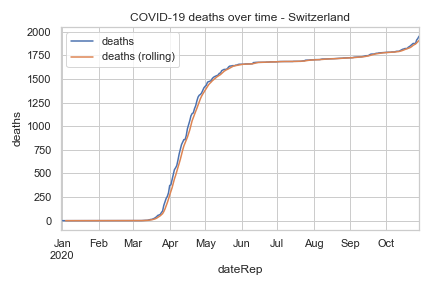 COVID-19 deaths over time - Switzerland
deaths
deaths (rolling)
2000
1750
1500
1250
1000
750
500
250
0
deaths
Jan Feb Mar Apr May Jun Jul Aug Sep Oct
2020
dateRep